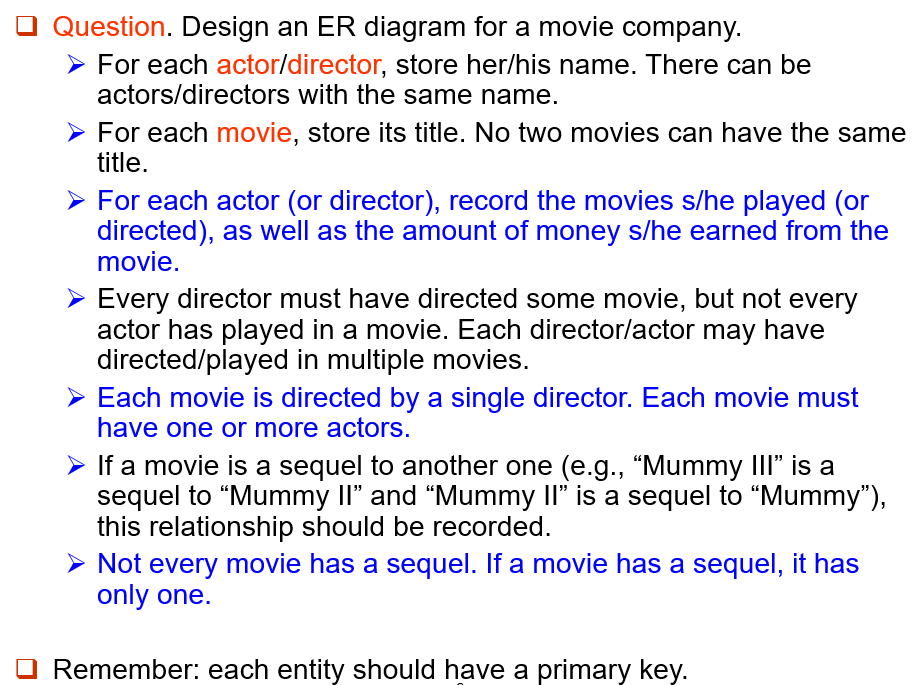 ❑ Question. Design an ER diagram for a movie company.
➢ For each actor/director, store her/his name. There can be
actors/directors with the same name.
➢ For each movie, store its title. No two movies can have the same
title.
➢ For each actor (or director), record the movies s/he played (or
directed), as well as the amount of money s/he earned from the
movie.
➢ Every director must have directed some movie, but not every
actor has played in a movie. Each director/actor may have
directed/played in multiple movies.
➢ Each movie is directed by a single director. Each movie must
have one or more actors.
➢ If a movie is a sequel to another one (e.g., “Mummy III” is a
sequel to “Mummy II” and “Mummy II” is a sequel to “Mummy”),
this relationship should be recorded.
➢ Not every movie has a sequel. If a movie has a sequel, it has
only one.
❑ Remember: each entity should have a primary key.